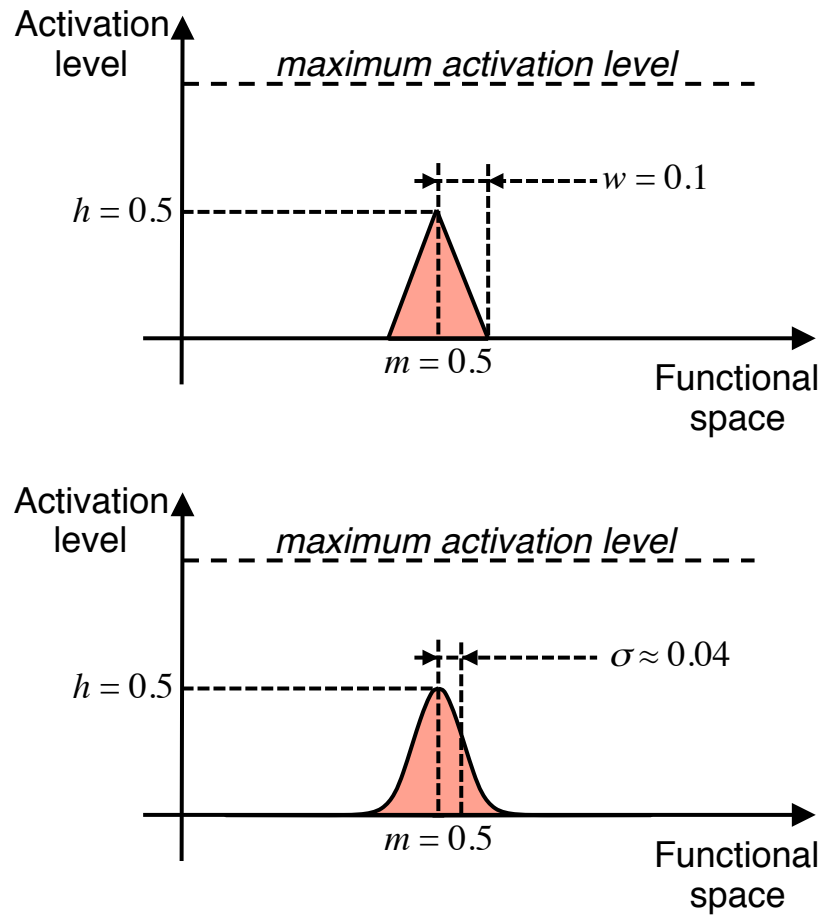 Activation
level
maximum activation level
w = 0.1
h = 0.5
m = 0.5
Functional
space
Activation
level
maximum activation level
σ ≈ 0.04
h = 0.5
m = 0.5
Functional
space